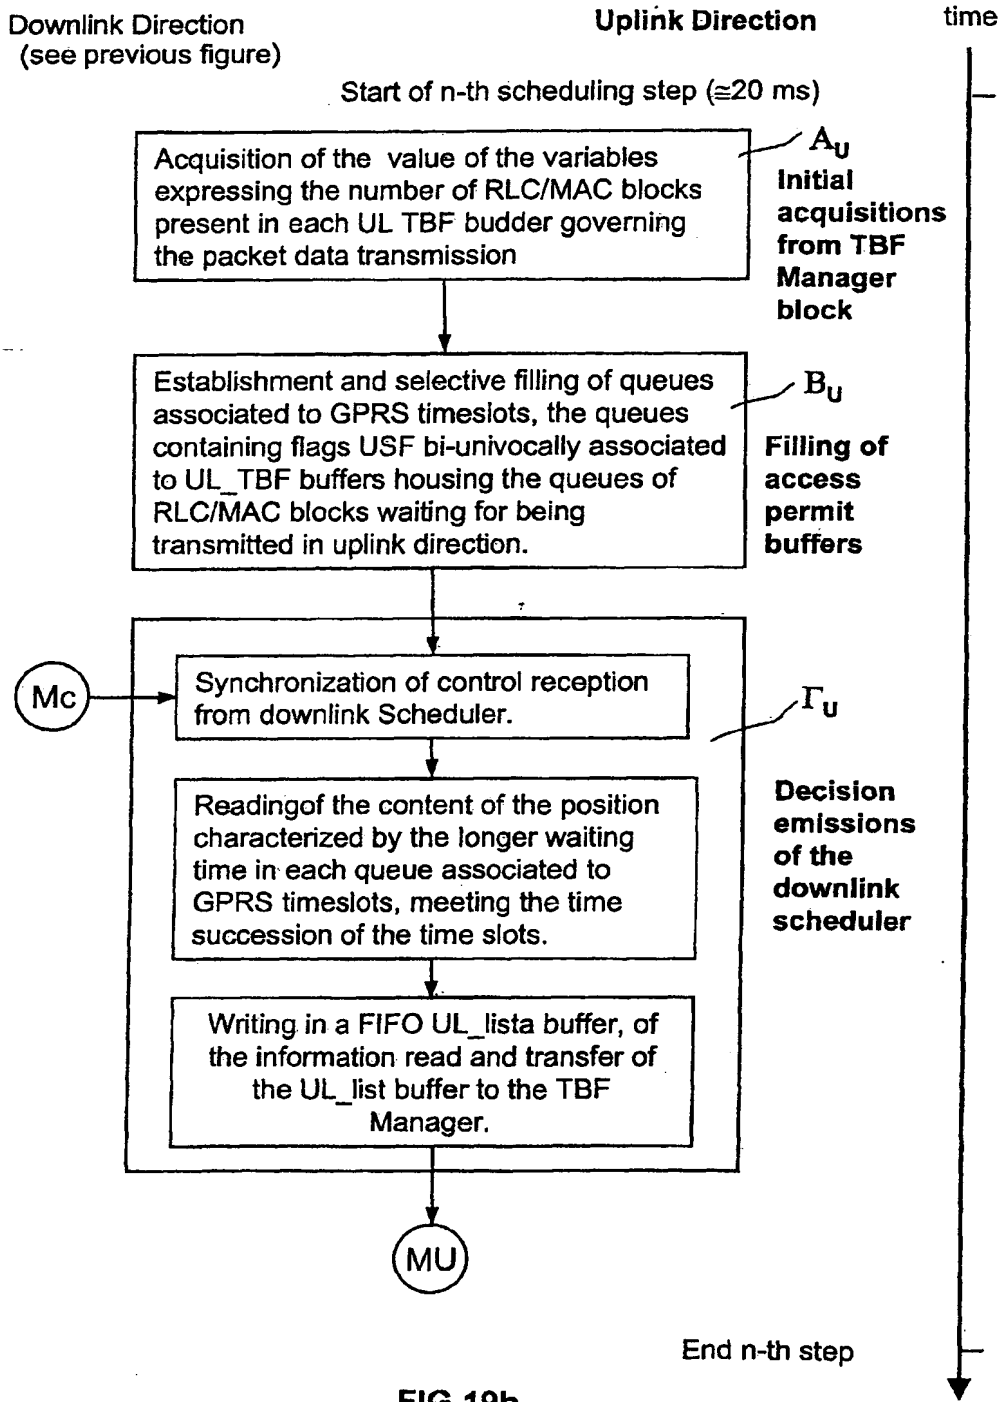 Downlink Direction
(see previous figure)
Uplink Direction
time
Start of n-th scheduling step (≅20 ms)
Acquisition of the value of the variables
expressing the number of RLC/MAC blocks
present in each UL TBF budder governing
the packet data transmission
AU
Initial
acquisitions
from TBF
Manager
block
Establishment and selective filling of queues
associated to GPRS timeslots, the queues
containing flags USF bi-univocally associated
to UL_TBF buffers housing the queues of
RLC/MAC blocks waiting for being
transmitted in uplink direction.
BU
Filling of
access
permit
buffers
Mc
Synchronization of control reception
from downlink Scheduler.
ΓU
Readingof the content of the position
characterized by the longer waiting
time in each queue associated to
GPRS timeslots, meeting the time
succession of the time slots.
Decision
emissions
of the
downlink
scheduler
Writing in a FIFO UL_lista buffer, of
the information read and transfer of
the UL_list buffer to the TBF
Manager.
MU
End n-th step
FIG 19b